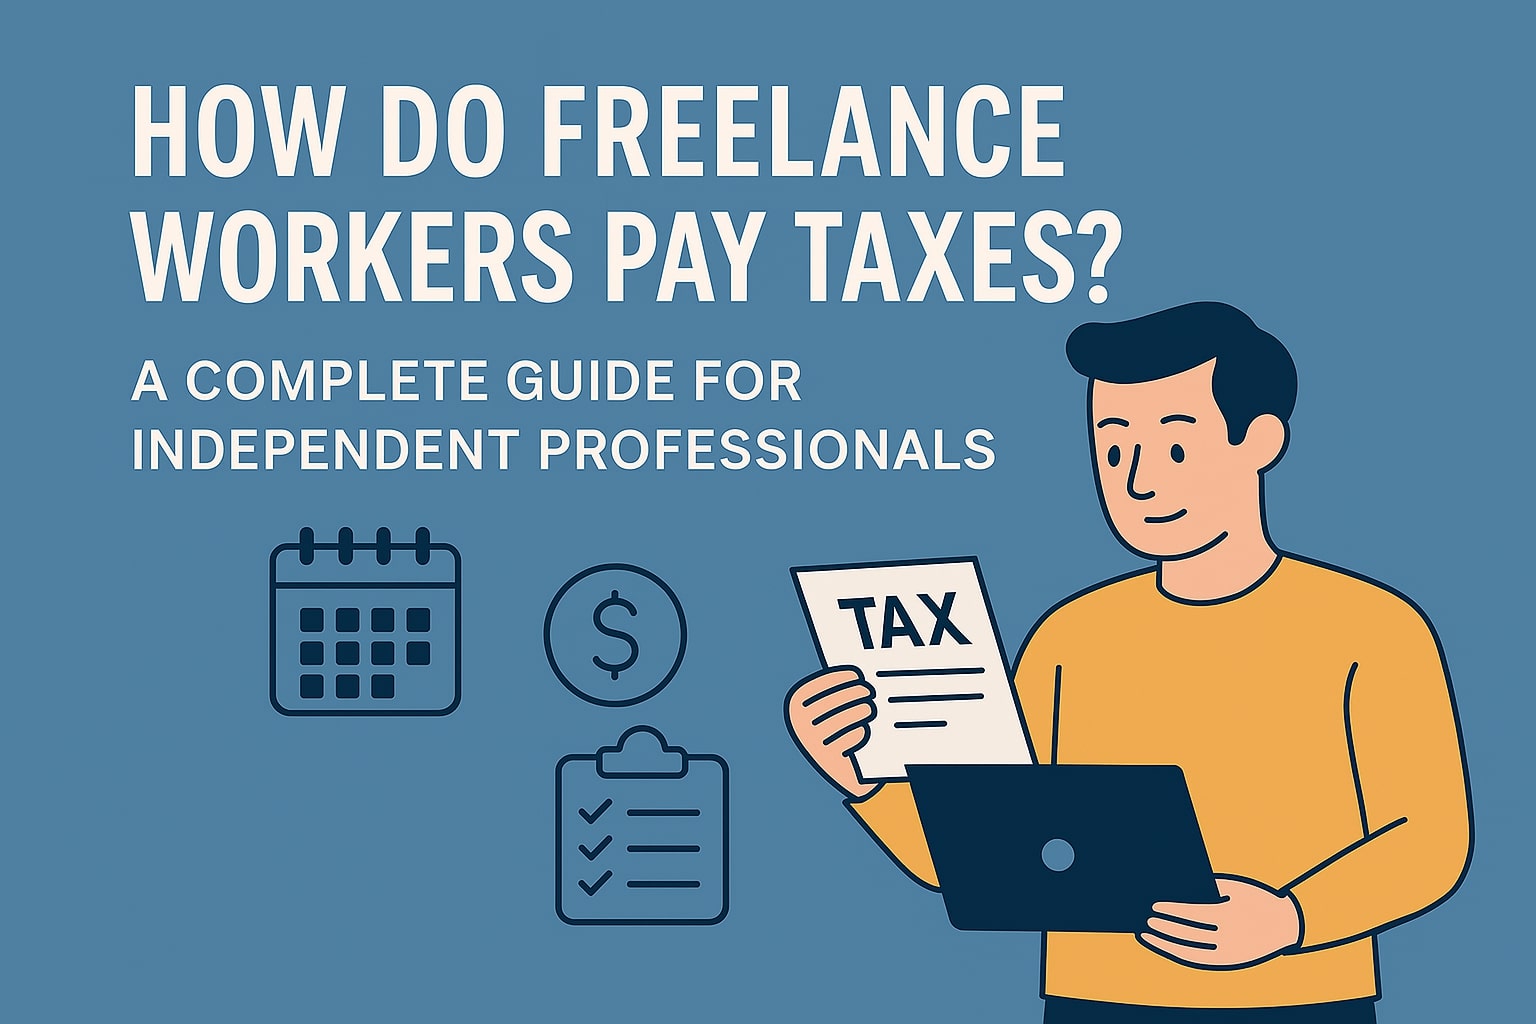 HOW DO FREELANCE
WORKERS PAY TAXES?
A COMPLETE GUIDE FOR
INDEPENDENT PROFESSIONALS
$
TAX